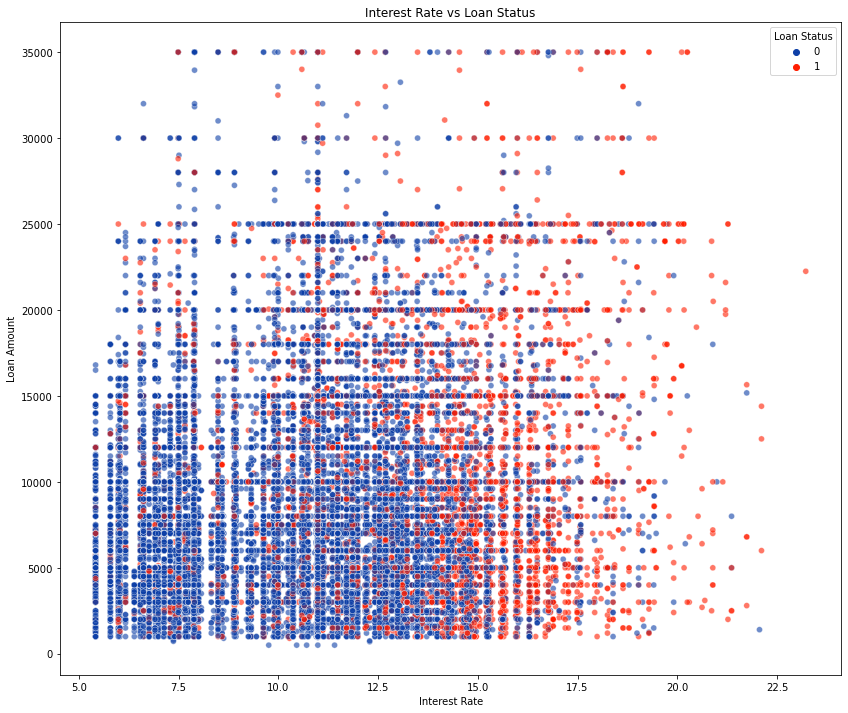 Interest Rate vs Loan Status
Loan Status
0
1
35000
30000
25000
20000
15000
10000
5000
0
Loan Amount
5.0 7.5 10.0 12.5 15.0 17.5 20.0 22.5
Interest Rate